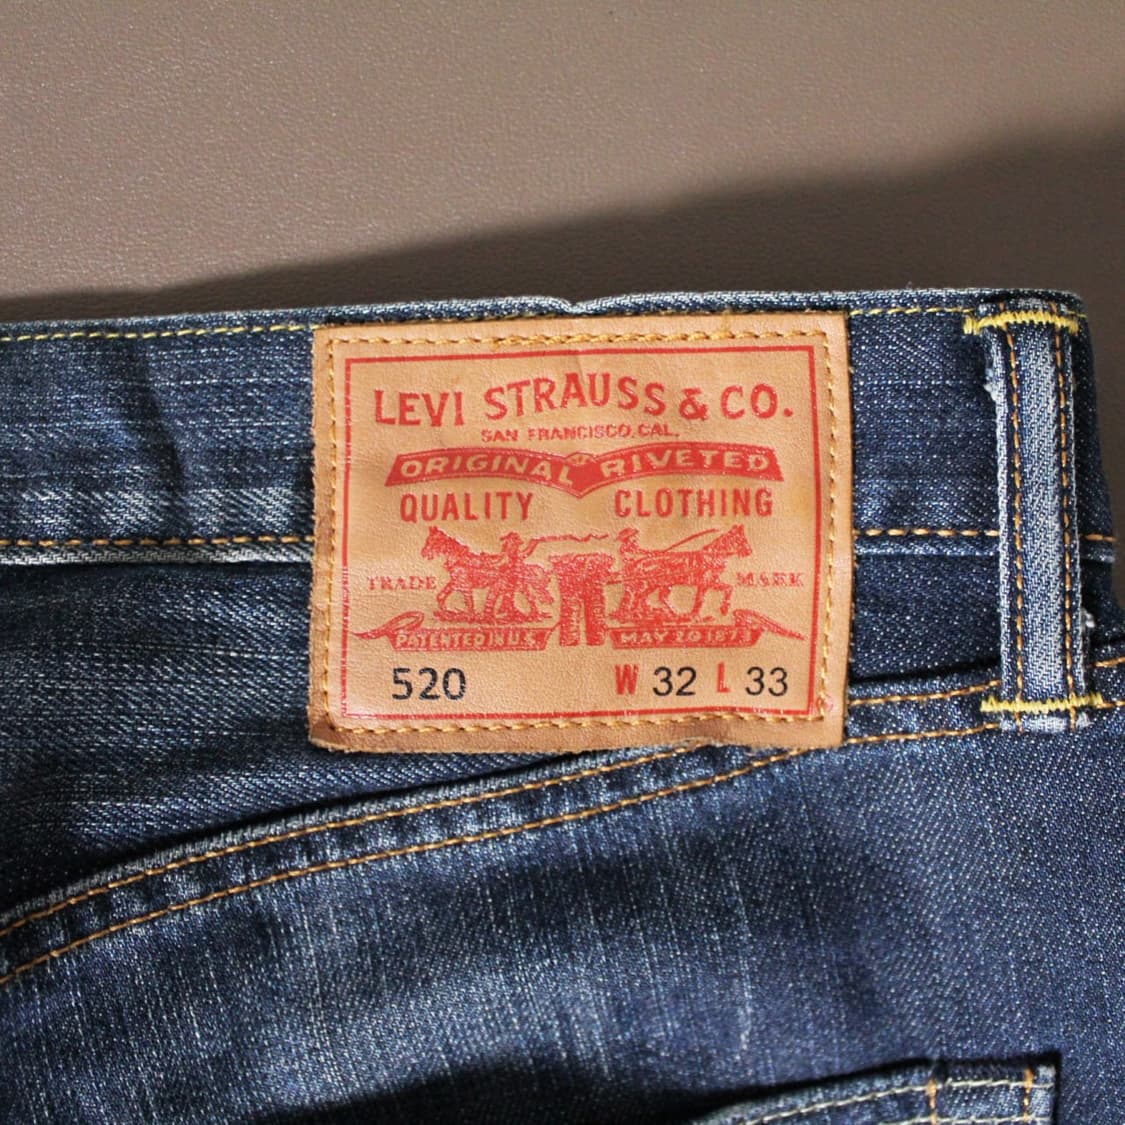 LEVI STRAUSS & CO.
SAN FRANCISCO, CAL.
ORIGINAL RIVETED
QUALITY CLOTHING
TRADE MARK
PATENTED IN U.S. MAY 20 1873
520 W 32 L 33